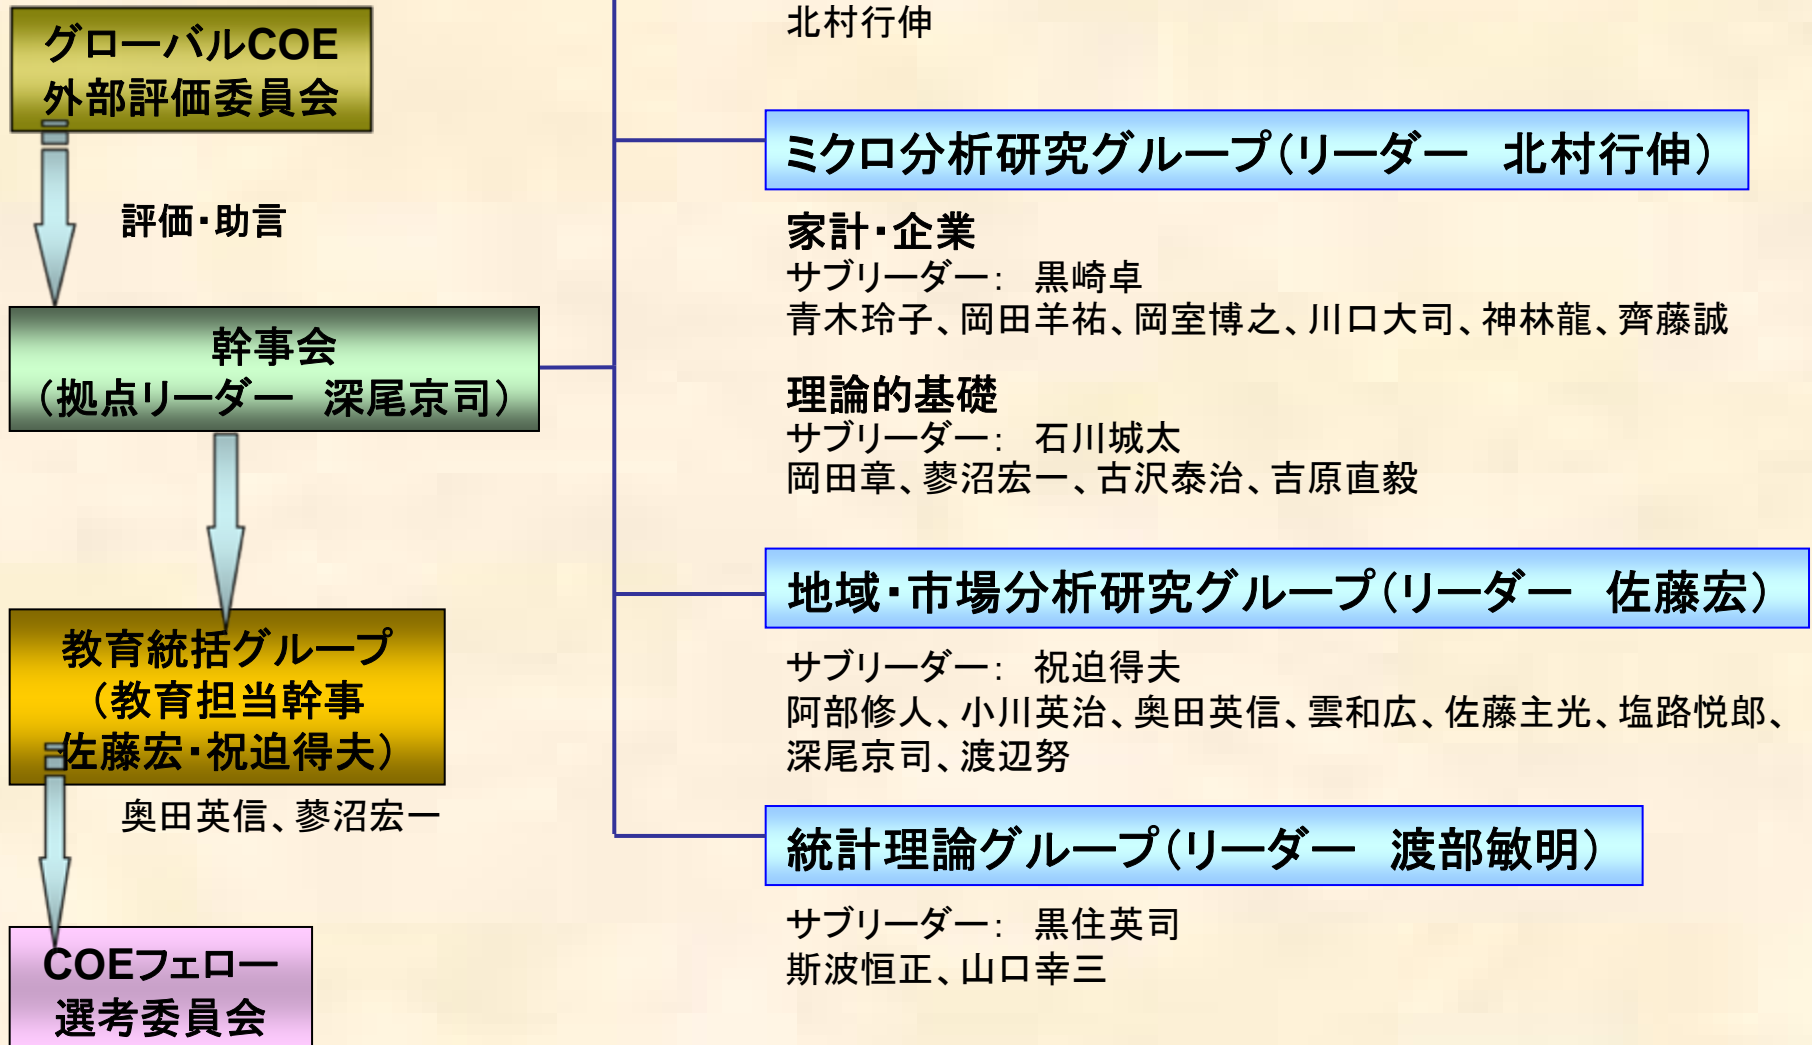 グローバルCOE
外部評価委員会
評価・助言
幹事会
（拠点リーダー　深尾京司）
教育統括グループ
（教育担当幹事
佐藤宏・祝迫得夫）
奥田英信、蓼沼宏一
COEフェロー
選考委員会
北村行伸
ミクロ分析研究グループ（リーダー　北村行伸）
家計・企業
サブリーダー：　黒崎卓
青木玲子、岡田羊祐、岡室博之、川口大司、神林龍、齊藤誠
理論的基礎
サブリーダー：　石川城太
岡田章、蓼沼宏一、古沢泰治、吉原直毅
地域・市場分析研究グループ（リーダー　佐藤宏）
サブリーダー：　祝迫得夫
阿部修人、小川英治、奥田英信、雲和広、佐藤主光、塩路悦郎、
深尾京司、渡辺努
統計理論グループ（リーダー　渡部敏明）
サブリーダー：　黒住英司
斯波恒正、山口幸三